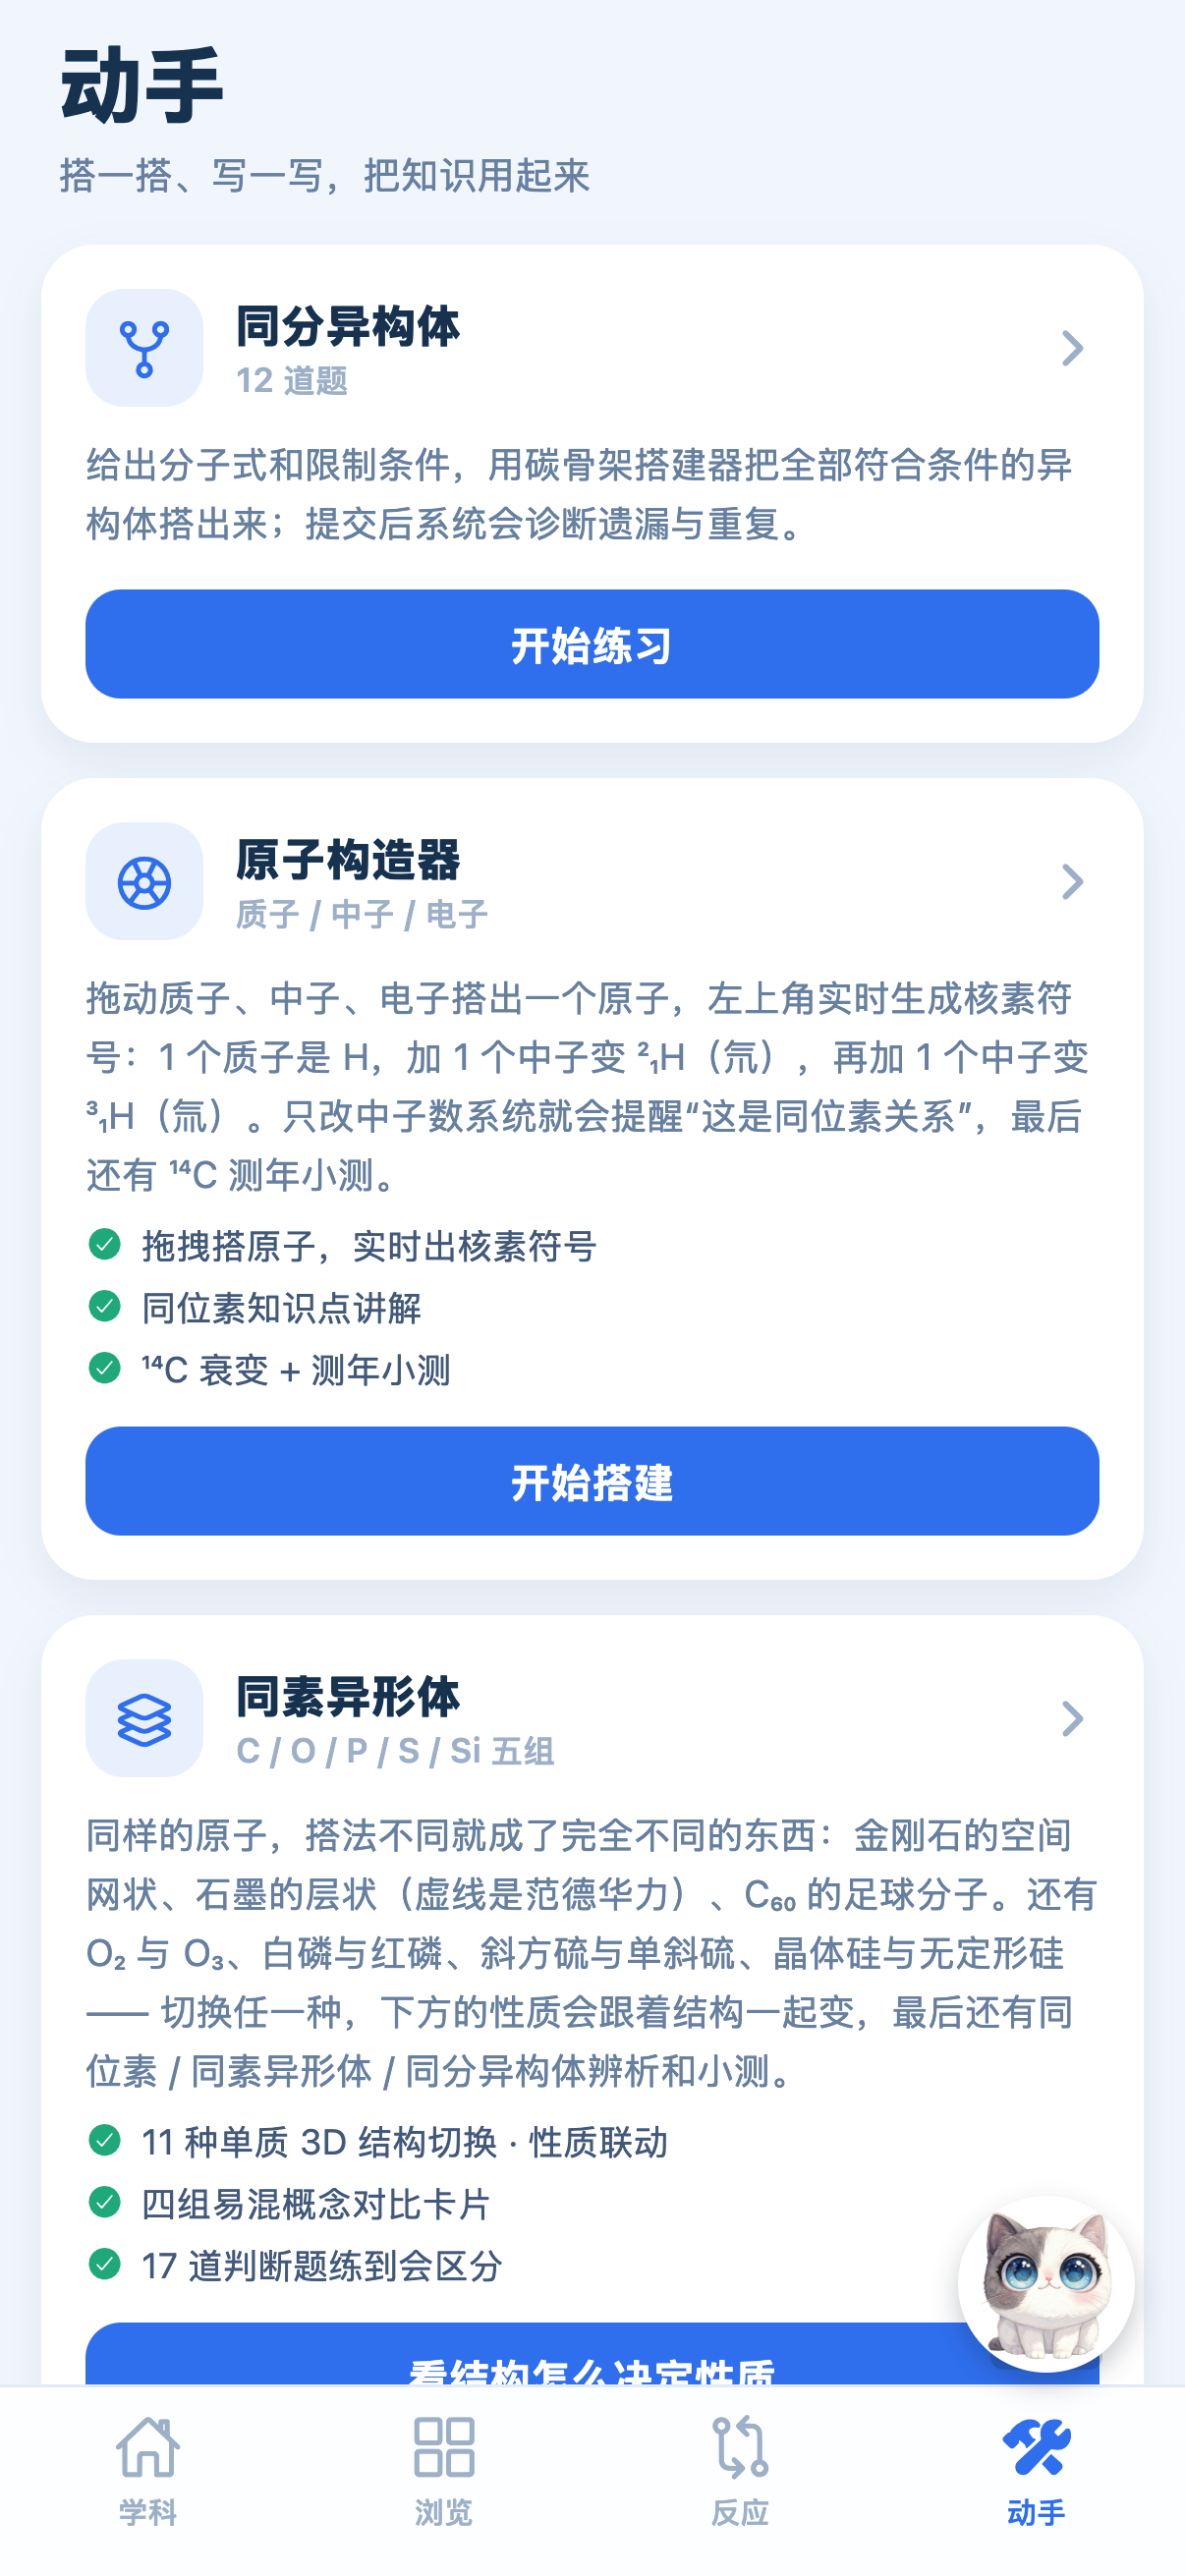 动手
搭一搭、写一写，把知识用起来
同分异构体
12 道题
给出分子式和限制条件，用碳骨架搭建器把全部符合条件的异
构体搭出来；提交后系统会诊断遗漏与重复。
开始练习
原子构造器
质子 / 中子 / 电子
拖动质子、中子、电子搭出一个原子，左上角实时生成核素符
号：1 个质子是 H，加 1 个中子变 ²₁H（氘），再加 1 个中子变
³₁H（氚）。只改中子数系统就会提醒“这是同位素关系”，最后
还有 ¹⁴C 测年小测。
拖拽搭原子，实时出核素符号
同位素知识点讲解
¹⁴C 衰变 + 测年小测
开始搭建
同素异形体
C / O / P / S / Si 五组
同样的原子，搭法不同就成了完全不同的东西：金刚石的空间
网状、石墨的层状（虚线是范德华力）、C₆₀ 的足球分子。还有
O₂ 与 O₃、白磷与红磷、斜方硫与单斜硫、晶体硅与无定形硅
—— 切换任一种，下方的性质会跟着结构一起变，最后还有同
位素 / 同素异形体 / 同分异构体辨析和小测。
11 种单质 3D 结构切换 · 性质联动
四组易混概念对比卡片
17 道判断题练到会区分
看结构怎么决定性质
学科
浏览
反应
动手